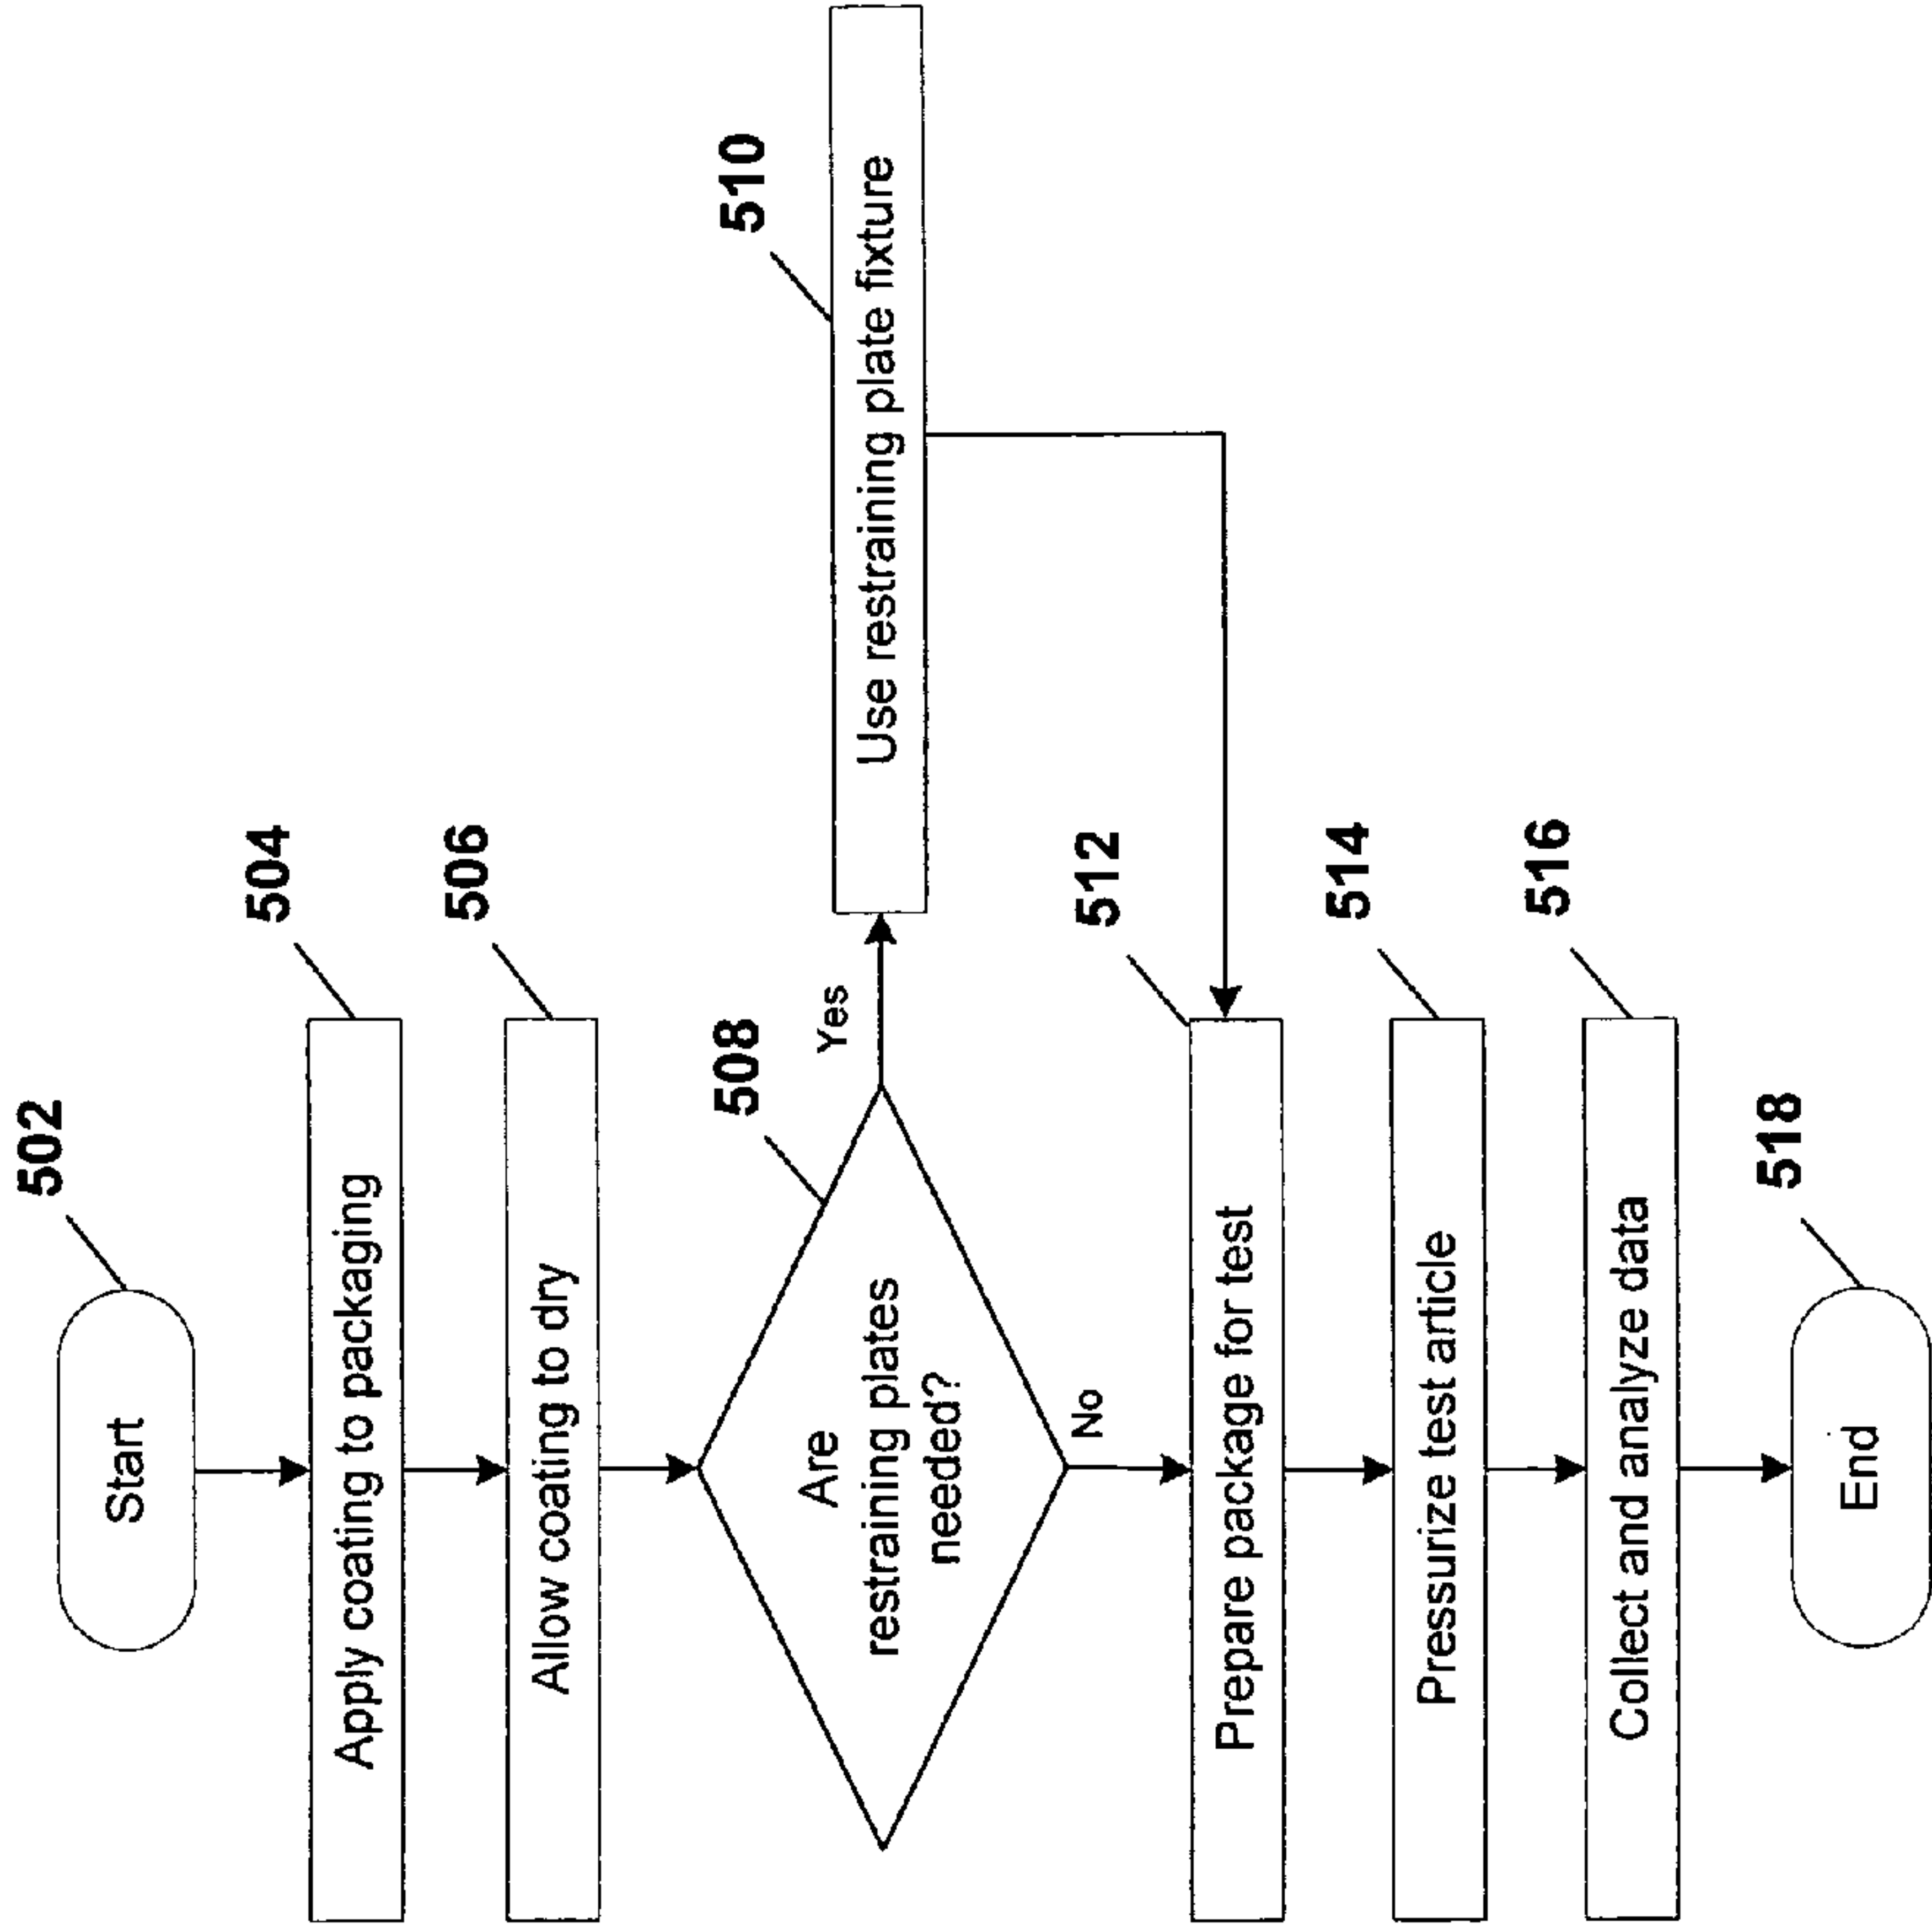 502
Start
504
Apply coating to packaging
506
Allow coating to dry
508
Are
restraining plates
needed?
Yes
510
Use restraining plate fixture
No
512
Prepare package for test
514
Pressurize test article
516
Collect and analyze data
518
End